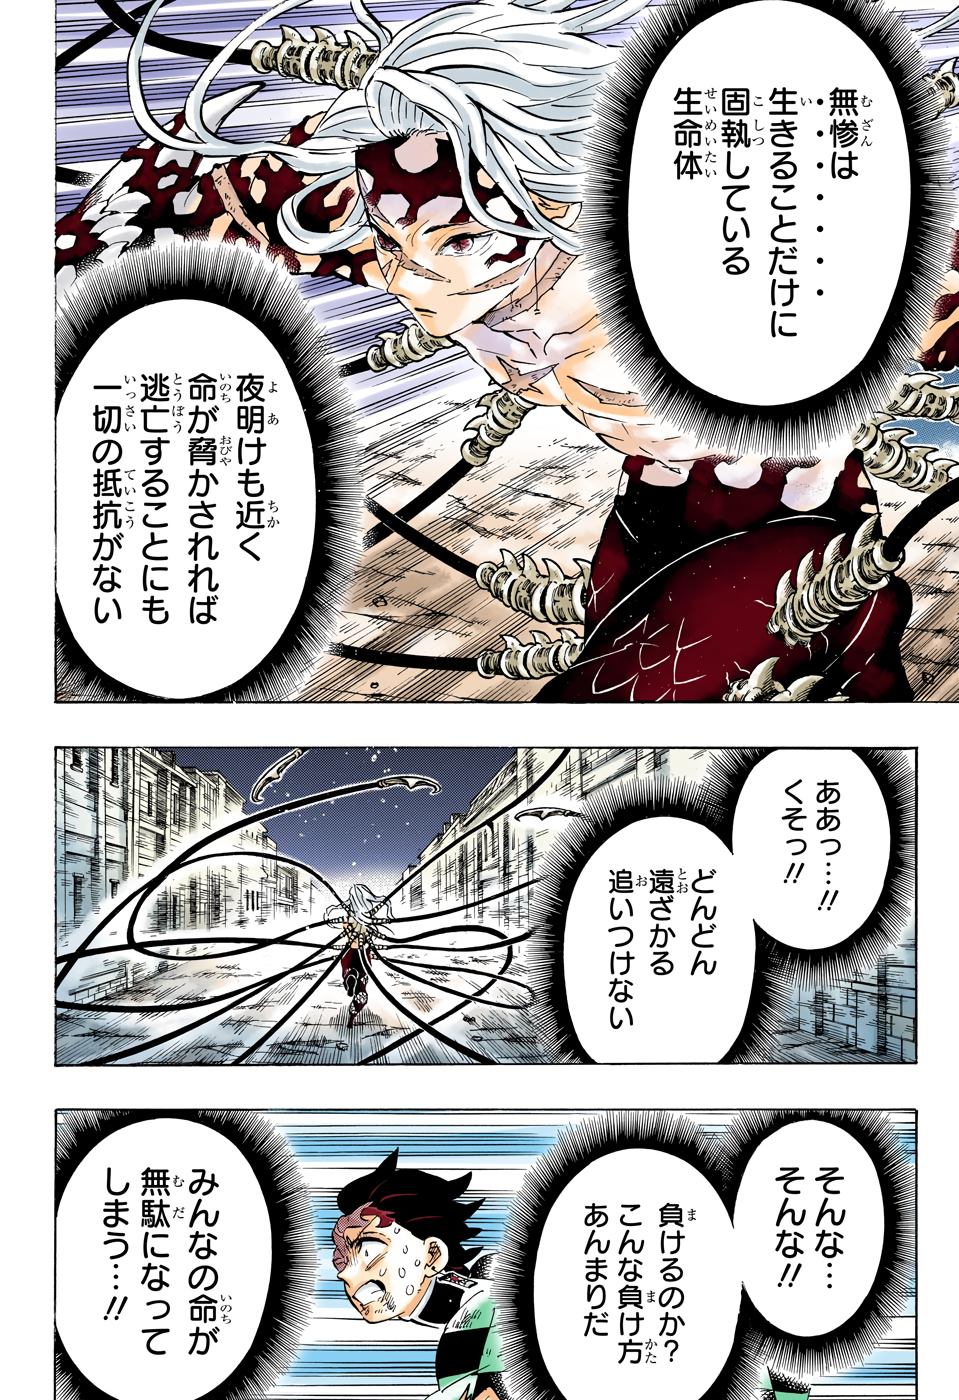 無惨は
生きることだけに
固執している
生命体
夜明けも近く
命が脅かされれば
逃亡することにも
一切の抵抗がない
ああっ…!!
くそっ!!
どんどん
遠ざかる
追いつけない
そんな…
そんな!!
負けるのか?
こんな負け方
あんまりだ
みんなの命が
無駄になって
しまう…!!